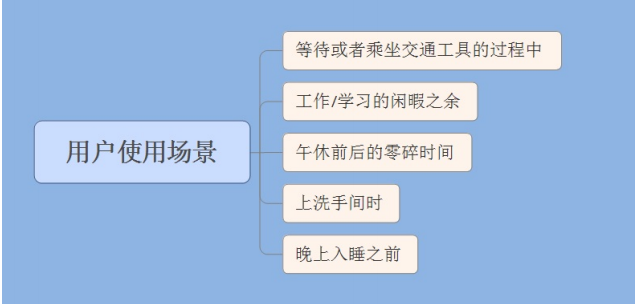 用户使用场景
等待或者乘坐交通工具的过程中
工作/学习的闲暇之余
午休前后的零碎时间
上洗手间时
晚上入睡之前